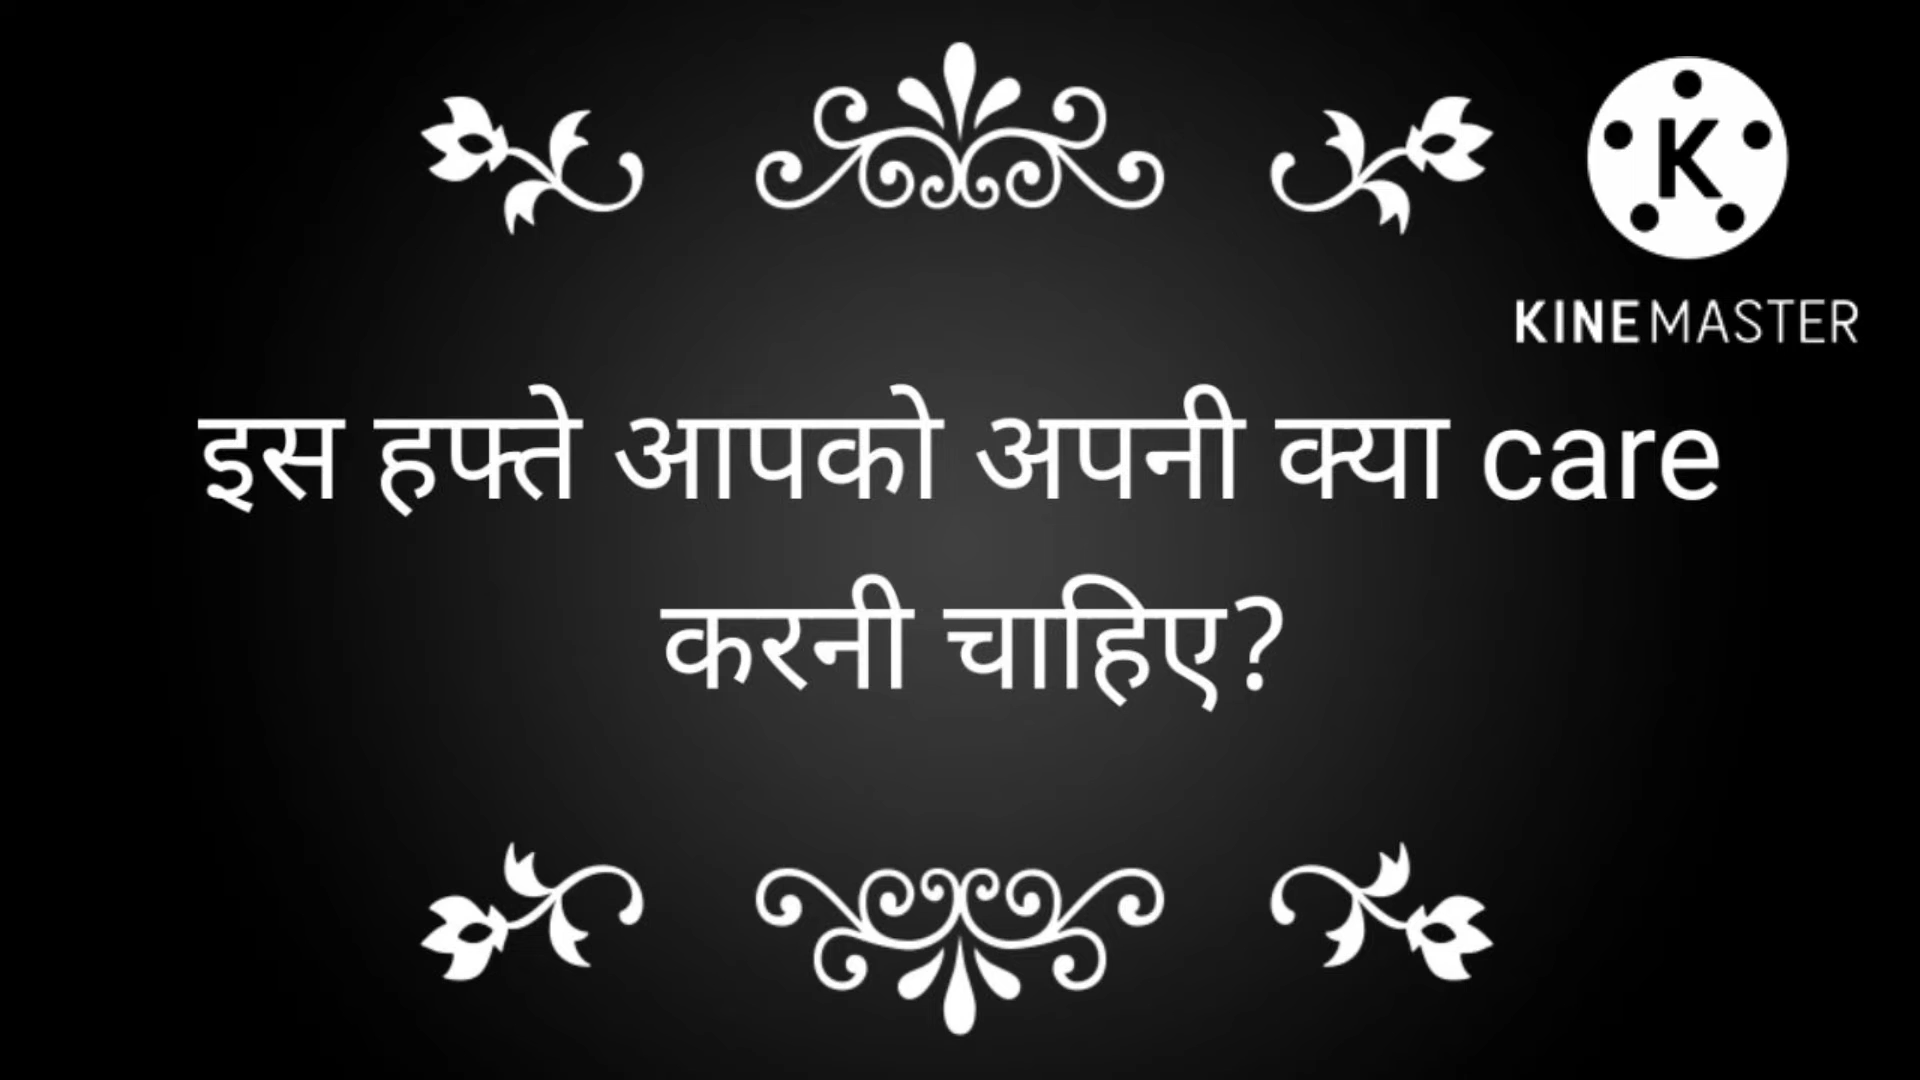 K
KINEMASTER
इस हफ्ते आपको अपनी क्या care
करनी चाहिए?